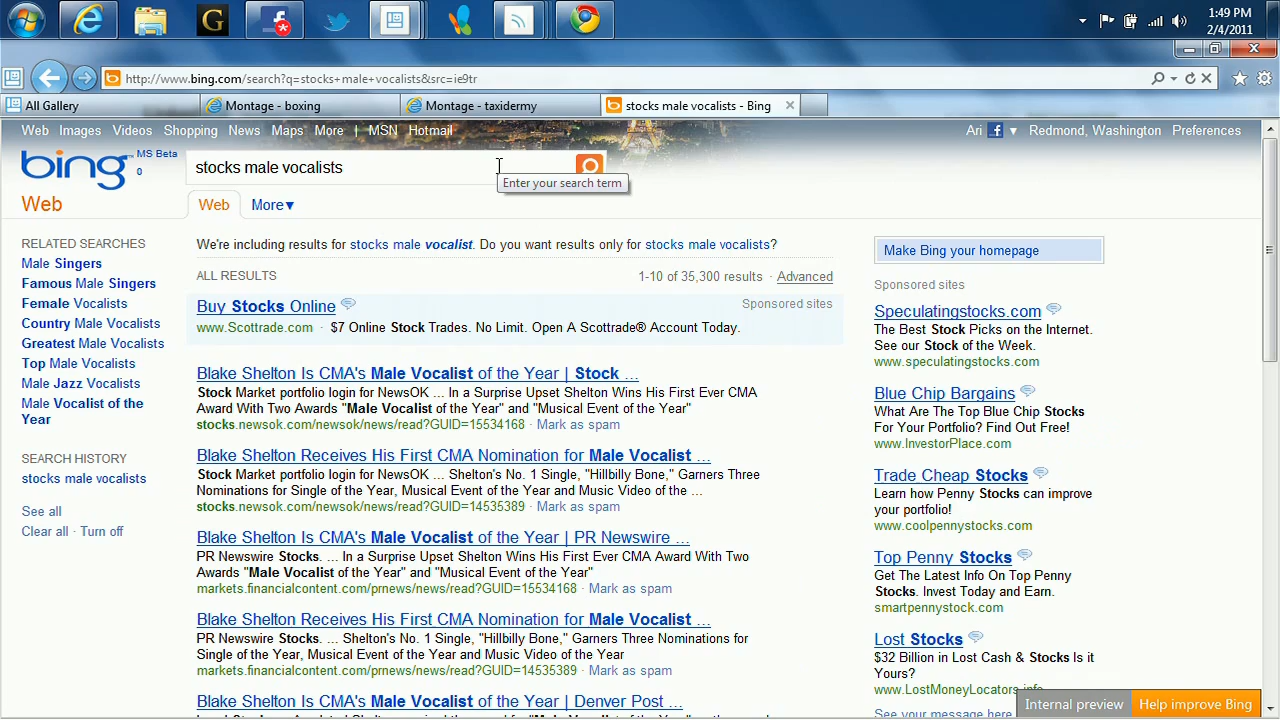 1:49 PM
2/4/2011
http://www.bing.com/search?q=stocks+male+vocalists&src=ie9tr
All Gallery
Montage - boxing
Montage - taxidermy
stocks male vocalists - Bing
Web Images Videos Shopping News Maps More | MSN Hotmail
Ari f ▼ Redmond, Washington Preferences
bing™ MS Beta
0
stocks male vocalists
Enter your search term
Web
Web More▼
RELATED SEARCHES
Male Singers
Famous Male Singers
Female Vocalists
Country Male Vocalists
Greatest Male Vocalists
Top Male Vocalists
Male Jazz Vocalists
Male Vocalist of the
Year
SEARCH HISTORY
stocks male vocalists
See all
Clear all · Turn off
We're including results for stocks male vocalist. Do you want results only for stocks male vocalists?
ALL RESULTS 1-10 of 35,300 results · Advanced
Buy Stocks Online Sponsored sites
www.Scottrade.com · $7 Online Stock Trades. No Limit. Open A Scottrade® Account Today.
Blake Shelton Is CMA's Male Vocalist of the Year | Stock ...
Stock Market portfolio login for NewsOK ... In a Surprise Upset Shelton Wins His First Ever CMA
Award With Two Awards "Male Vocalist of the Year" and "Musical Event of the Year"
stocks.newsok.com/newsok/news/read?GUID=15534168 · Mark as spam
Blake Shelton Receives His First CMA Nomination for Male Vocalist ...
Stock Market portfolio login for NewsOK ... Shelton's No. 1 Single, "Hillbilly Bone," Garners Three
Nominations for Single of the Year, Musical Event of the Year and Music Video of the ...
stocks.newsok.com/newsok/news/read?GUID=14535389 · Mark as spam
Blake Shelton Is CMA's Male Vocalist of the Year | PR Newswire ...
PR Newswire Stocks. ... In a Surprise Upset Shelton Wins His First Ever CMA Award With Two
Awards "Male Vocalist of the Year" and "Musical Event of the Year"
markets.financialcontent.com/prnews/news/read?GUID=15534168 · Mark as spam
Blake Shelton Receives His First CMA Nomination for Male Vocalist ...
PR Newswire Stocks. ... Shelton's No. 1 Single, "Hillbilly Bone," Garners Three Nominations for
Single of the Year, Musical Event of the Year and Music Video of the Year
markets.financialcontent.com/prnews/news/read?GUID=14535389 · Mark as spam
Blake Shelton Is CMA's Male Vocalist of the Year | Denver Post ...
Make Bing your homepage
Sponsored sites
Speculatingstocks.com
The Best Stock Picks on the Internet.
See our Stock of the Week.
www.speculatingstocks.com
Blue Chip Bargains
What Are The Top Blue Chip Stocks
For Your Portfolio? Find Out Free!
www.InvestorPlace.com
Trade Cheap Stocks
Learn how Penny Stocks can improve
your portfolio!
www.coolpennystocks.com
Top Penny Stocks
Get The Latest Info On Top Penny
Stocks. Invest Today and Earn.
smartpennystock.com
Lost Stocks
$32 Billion in Lost Cash & Stocks Is it
Yours?
www.LostMoneyLocators.info
See your message here
Internal preview Help improve Bing